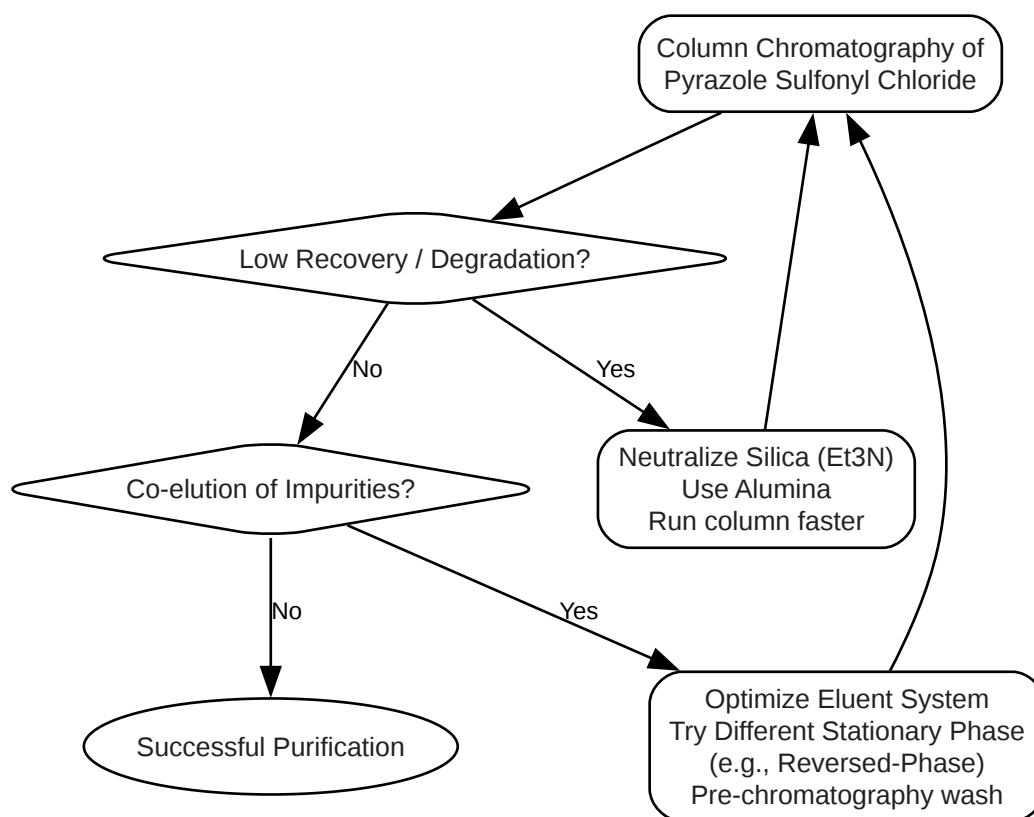 Column Chromatography of
Pyrazole Sulfonyl Chloride
Low Recovery / Degradation?
No
Yes
Neutralize Silica (Et3N)
Use Alumina
Run column faster
Co-elution of Impurities?
No
Yes
Successful Purification
Optimize Eluent System
Try Different Stationary Phase
(e.g., Reversed-Phase)
Pre-chromatography wash